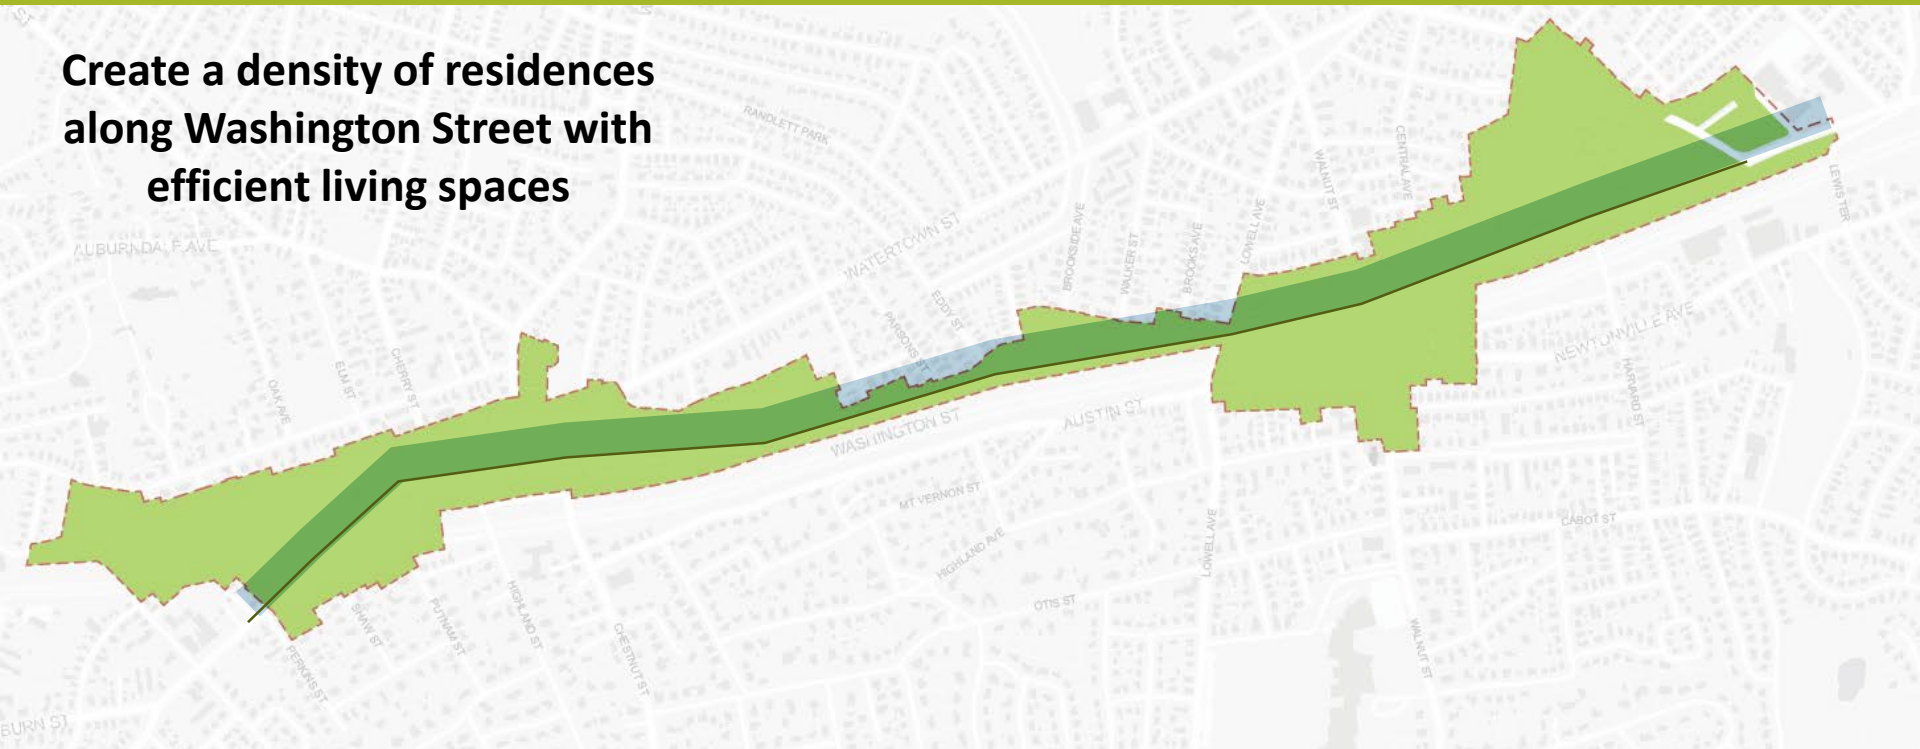 Create a density of residences
along Washington Street with
efficient living spaces
RANDLETT PARK
AUBURNDALE AVE
WATERTOWN ST
BROOKSIDE AVE
WALKER ST
BROOKS AVE
LOWELL AVE
WALNUT ST
CENTRAL AVE
LEWIS TER
EDDY ST
PARSONS ST
OAK AVE
ELM ST
CHERRY ST
WASHINGTON ST
AUSTIN ST
NEWTONVILLE AVE
HARVARD ST
MT VERNON ST
HIGHLAND AVE
LOWELL AVE
CABOT ST
OTIS ST
WALNUT ST
PERKINS ST
SHAW ST
PUTNAM ST
HIGHLAND ST
CHESTNUT ST
BURN ST